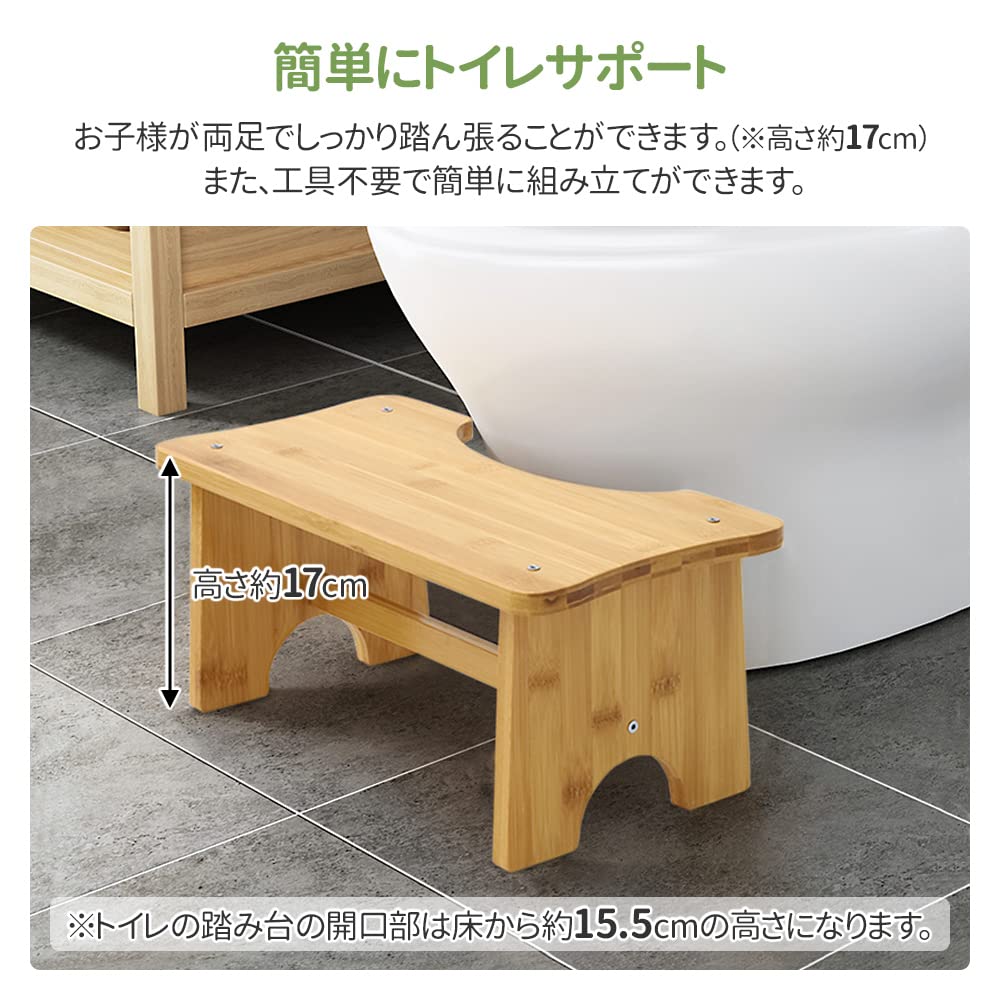 簡単にトイレサポート
お子様が両足でしっかり踏ん張ることができます。(※高さ約17cm)
また、工具不要で簡単に組み立てができます。
高さ約17cm
※トイレの踏み台の開口部は床から約15.5cmの高さになります。